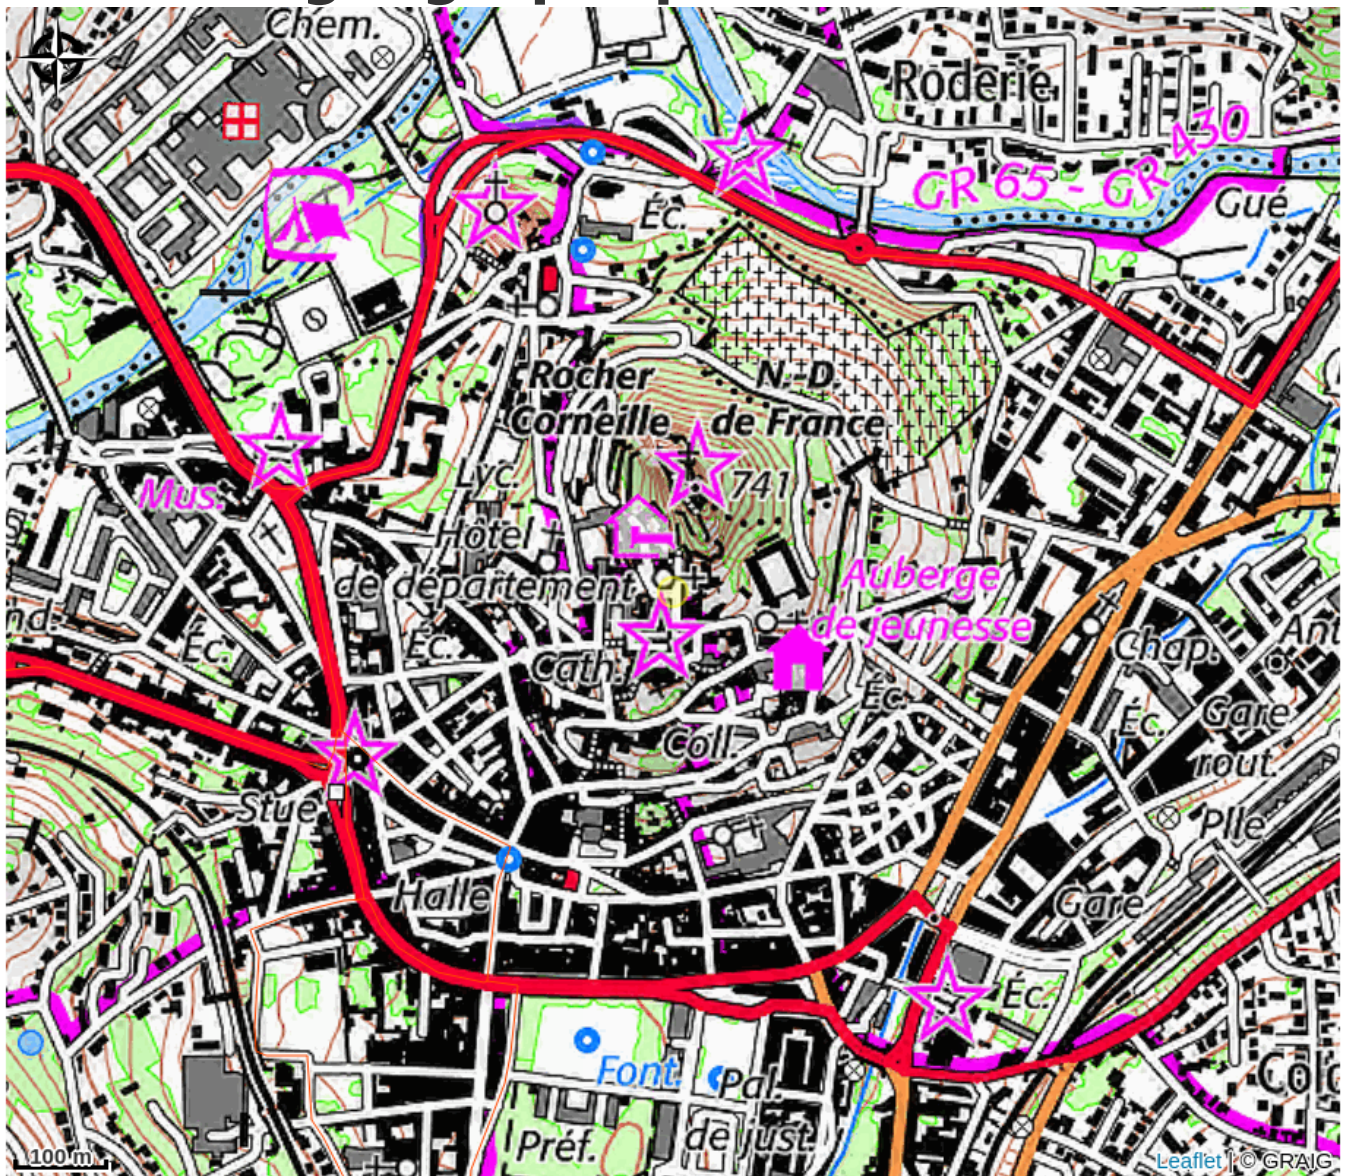 Chem.
Roderie
GR 65 - GR 430
Gué
Éc.
Rocher
Corneille
N.-D.
de France
741
Lyc.
Mus.
Hôtel
de département
Auberge
de jeunesse
nd.
Éc.
Éc.
Cath.
Éc.
Chap.
Ant
Coll.
Éc.
Gare
rout.
Stue
Plle
Halle
Gare
Éc.
Font.
Pal.
de just.
Préf.
100 m
Leaflet | © GRAIG